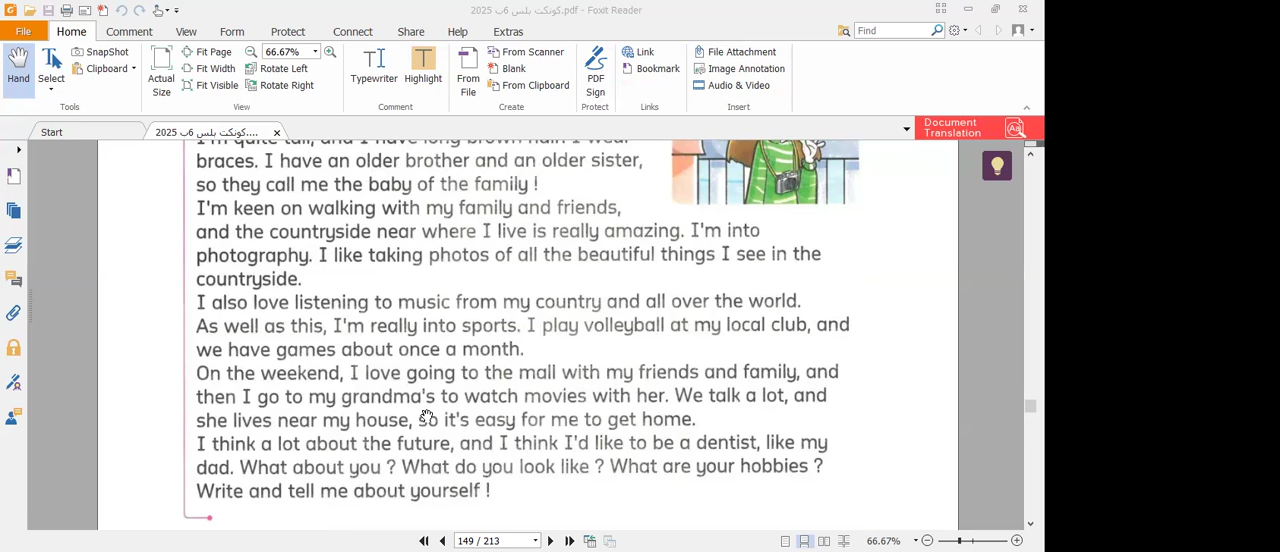 كونكت بلس 6ب 2025.pdf - Foxit Reader
File Home Comment View Form Protect Connect Share Help Extras
Find
Hand
Select
SnapShot
Clipboard
Actual Size
Fit Page
Fit Width
Fit Visible
66.67%
Rotate Left
Rotate Right
Typewriter
Highlight
From File
From Scanner
Blank
From Clipboard
PDF Sign
Link
Bookmark
File Attachment
Image Annotation
Audio & Video
Tools View Comment Create Protect Links Insert
Start
كونكت بلس 6ب 2025....
Document Translation
I'm quite tall, and I have long brown hair. I wear
braces. I have an older brother and an older sister,
so they call me the baby of the family !
I'm keen on walking with my family and friends,
and the countryside near where I live is really amazing. I'm into
photography. I like taking photos of all the beautiful things I see in the
countryside.
I also love listening to music from my country and all over the world.
As well as this, I'm really into sports. I play volleyball at my local club, and
we have games about once a month.
On the weekend, I love going to the mall with my friends and family, and
then I go to my grandma's to watch movies with her. We talk a lot, and
she lives near my house, so it's easy for me to get home.
I think a lot about the future, and I think I'd like to be a dentist, like my
dad. What about you ? What do you look like ? What are your hobbies ?
Write and tell me about yourself !
149 / 213
66.67%